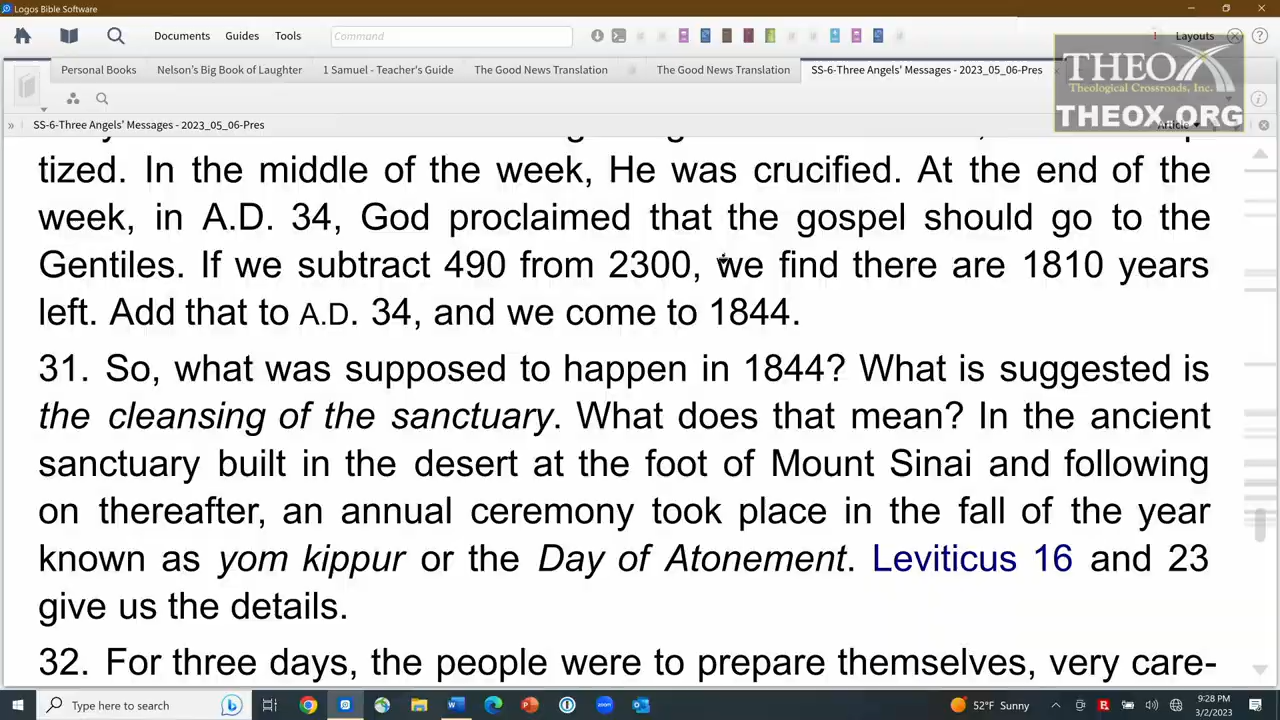 Logos Bible Software
Documents Guides Tools Command Layouts
Personal Books Nelson's Big Book of Laughter 1 Samuel - Teacher's Guide The Good News Translation The Good News Translation SS-6-Three Angels' Messages - 2023_05_06-Pres
THEOX
Theological Crossroads, Inc.
THEOX.ORG
SS-6-Three Angels' Messages - 2023_05_06-Pres Article
tized. In the middle of the week, He was crucified. At the end of the
week, in A.D. 34, God proclaimed that the gospel should go to the
Gentiles. If we subtract 490 from 2300, we find there are 1810 years
left. Add that to A.D. 34, and we come to 1844.
31. So, what was supposed to happen in 1844? What is suggested is
the cleansing of the sanctuary. What does that mean? In the ancient
sanctuary built in the desert at the foot of Mount Sinai and following
on thereafter, an annual ceremony took place in the fall of the year
known as yom kippur or the Day of Atonement. Leviticus 16 and 23
give us the details.
32. For three days, the people were to prepare themselves, very care-
Type here to search 52°F Sunny 9:28 PM
3/2/2023